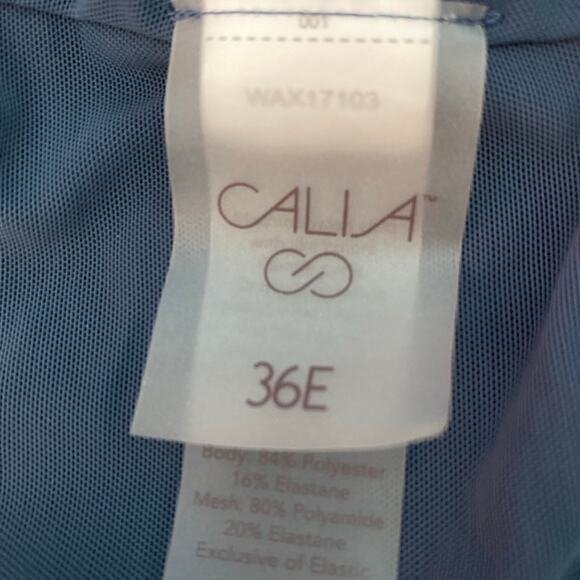 001
WAX17103
CALIA™
36E
Body: 84% Polyester
16% Elastane
Mesh: 80% Polyamide
20% Elastane
Exclusive of Elastic